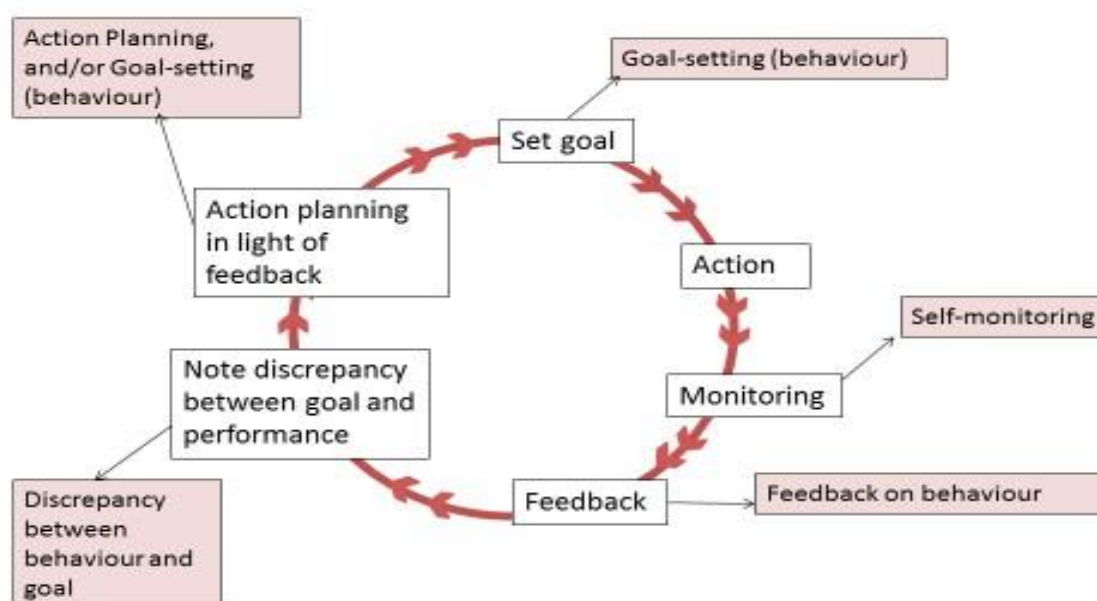 Action Planning,
and/or Goal-setting
(behaviour)
Goal-setting (behaviour)
Set goal
Action planning
in light of
feedback
Action
Self-monitoring
Note discrepancy
between goal and
performance
Monitoring
Discrepancy
between
behaviour and
goal
Feedback
Feedback on behaviour